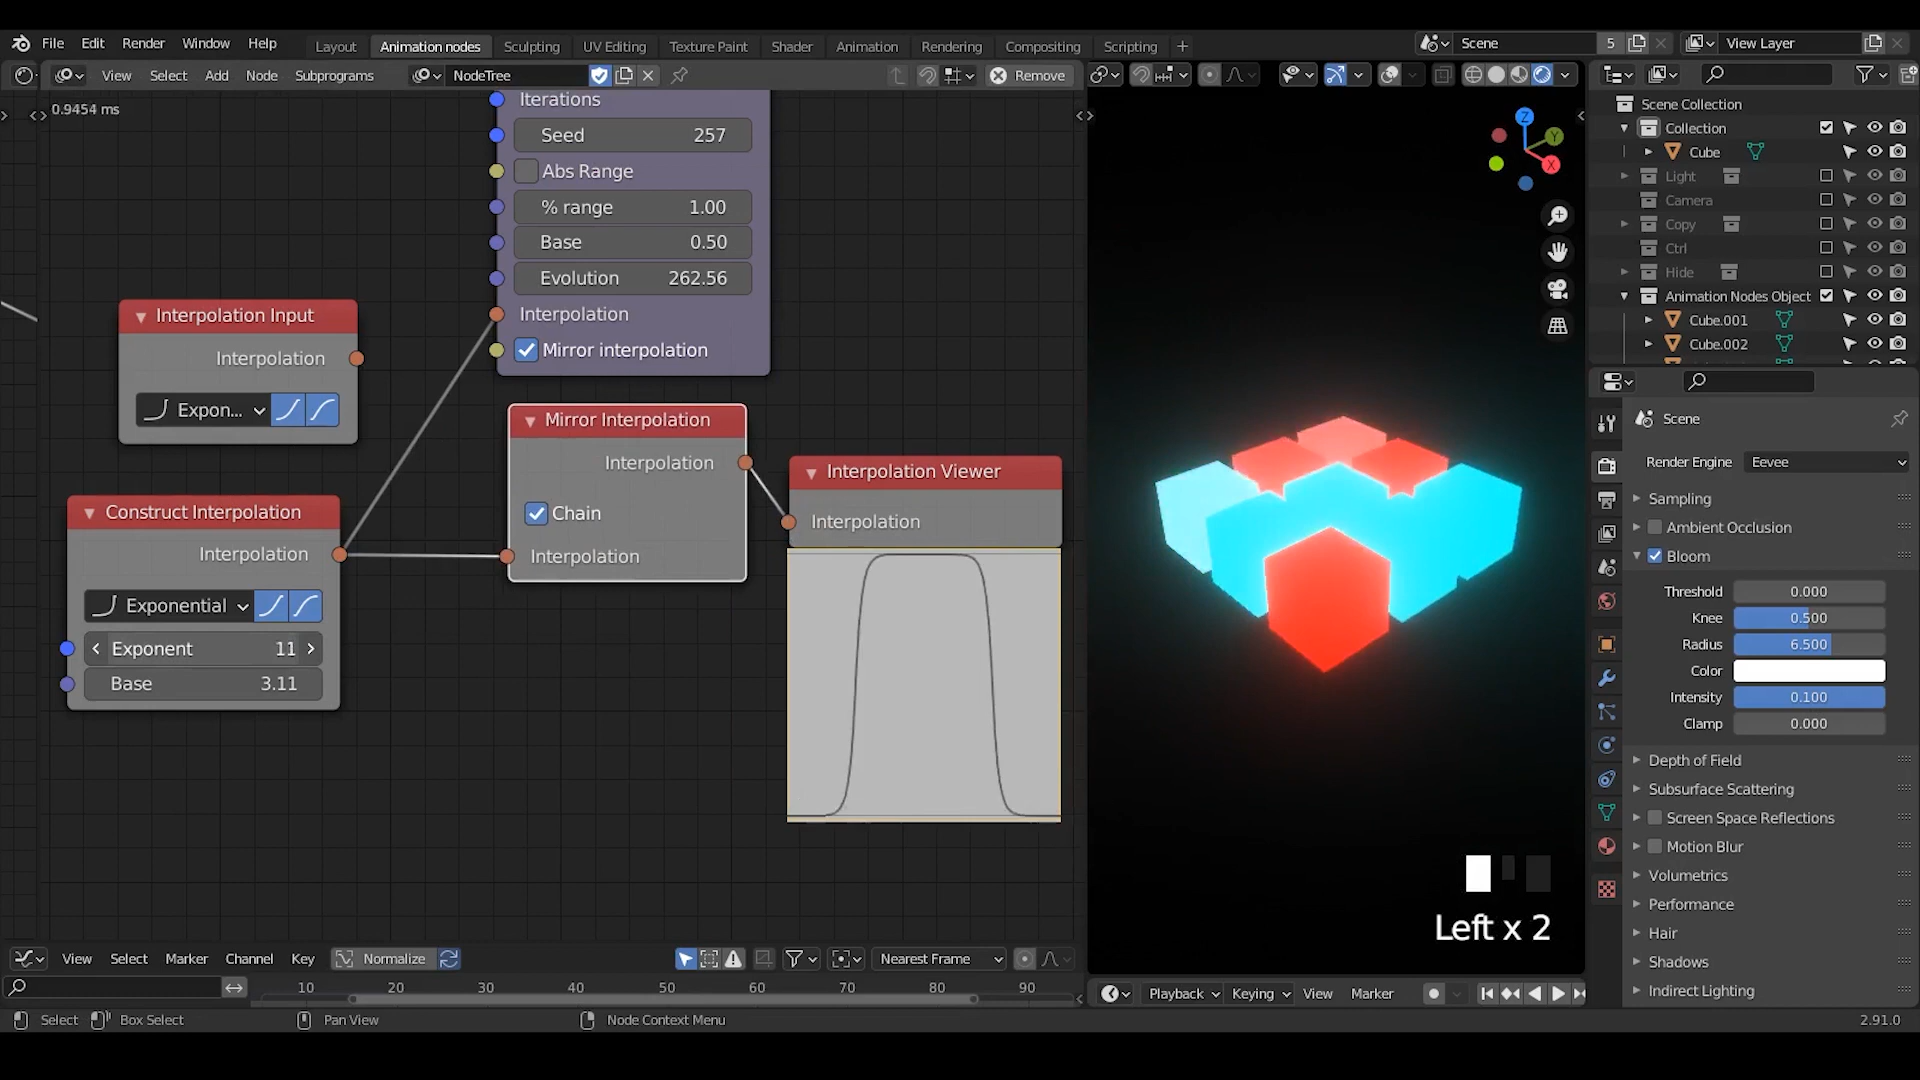 File Edit Render Window Help Layout Animation nodes Sculpting UV Editing Texture Paint Shader Animation Rendering Compositing Scripting + Scene 5 View Layer
View Select Add Node Subprograms NodeTree Remove
0.9454 ms
Iterations
Seed 257
Abs Range
% range 1.00
Base 0.50
Evolution 262.56
Interpolation
Mirror interpolation
Interpolation Input
Interpolation
Expon...
Mirror Interpolation
Interpolation
Chain
Interpolation
Interpolation Viewer
Interpolation
Construct Interpolation
Interpolation
Exponential
Exponent 11
Base 3.11
Z
Y
X
Left x 2
Scene Collection
Collection
Cube
Light
Camera
Copy
Ctrl
Hide
Animation Nodes Object
Cube.001
Cube.002
Scene
Render Engine Eevee
Sampling
Ambient Occlusion
Bloom
Threshold 0.000
Knee 0.500
Radius 6.500
Color
Intensity 0.100
Clamp 0.000
Depth of Field
Subsurface Scattering
Screen Space Reflections
Motion Blur
Volumetrics
Performance
Hair
Shadows
Indirect Lighting
View Select Marker Channel Key Normalize Nearest Frame
10 20 30 40 50 60 70 80 90
Playback Keying View Marker
Select Box Select Pan View Node Context Menu 2.91.0